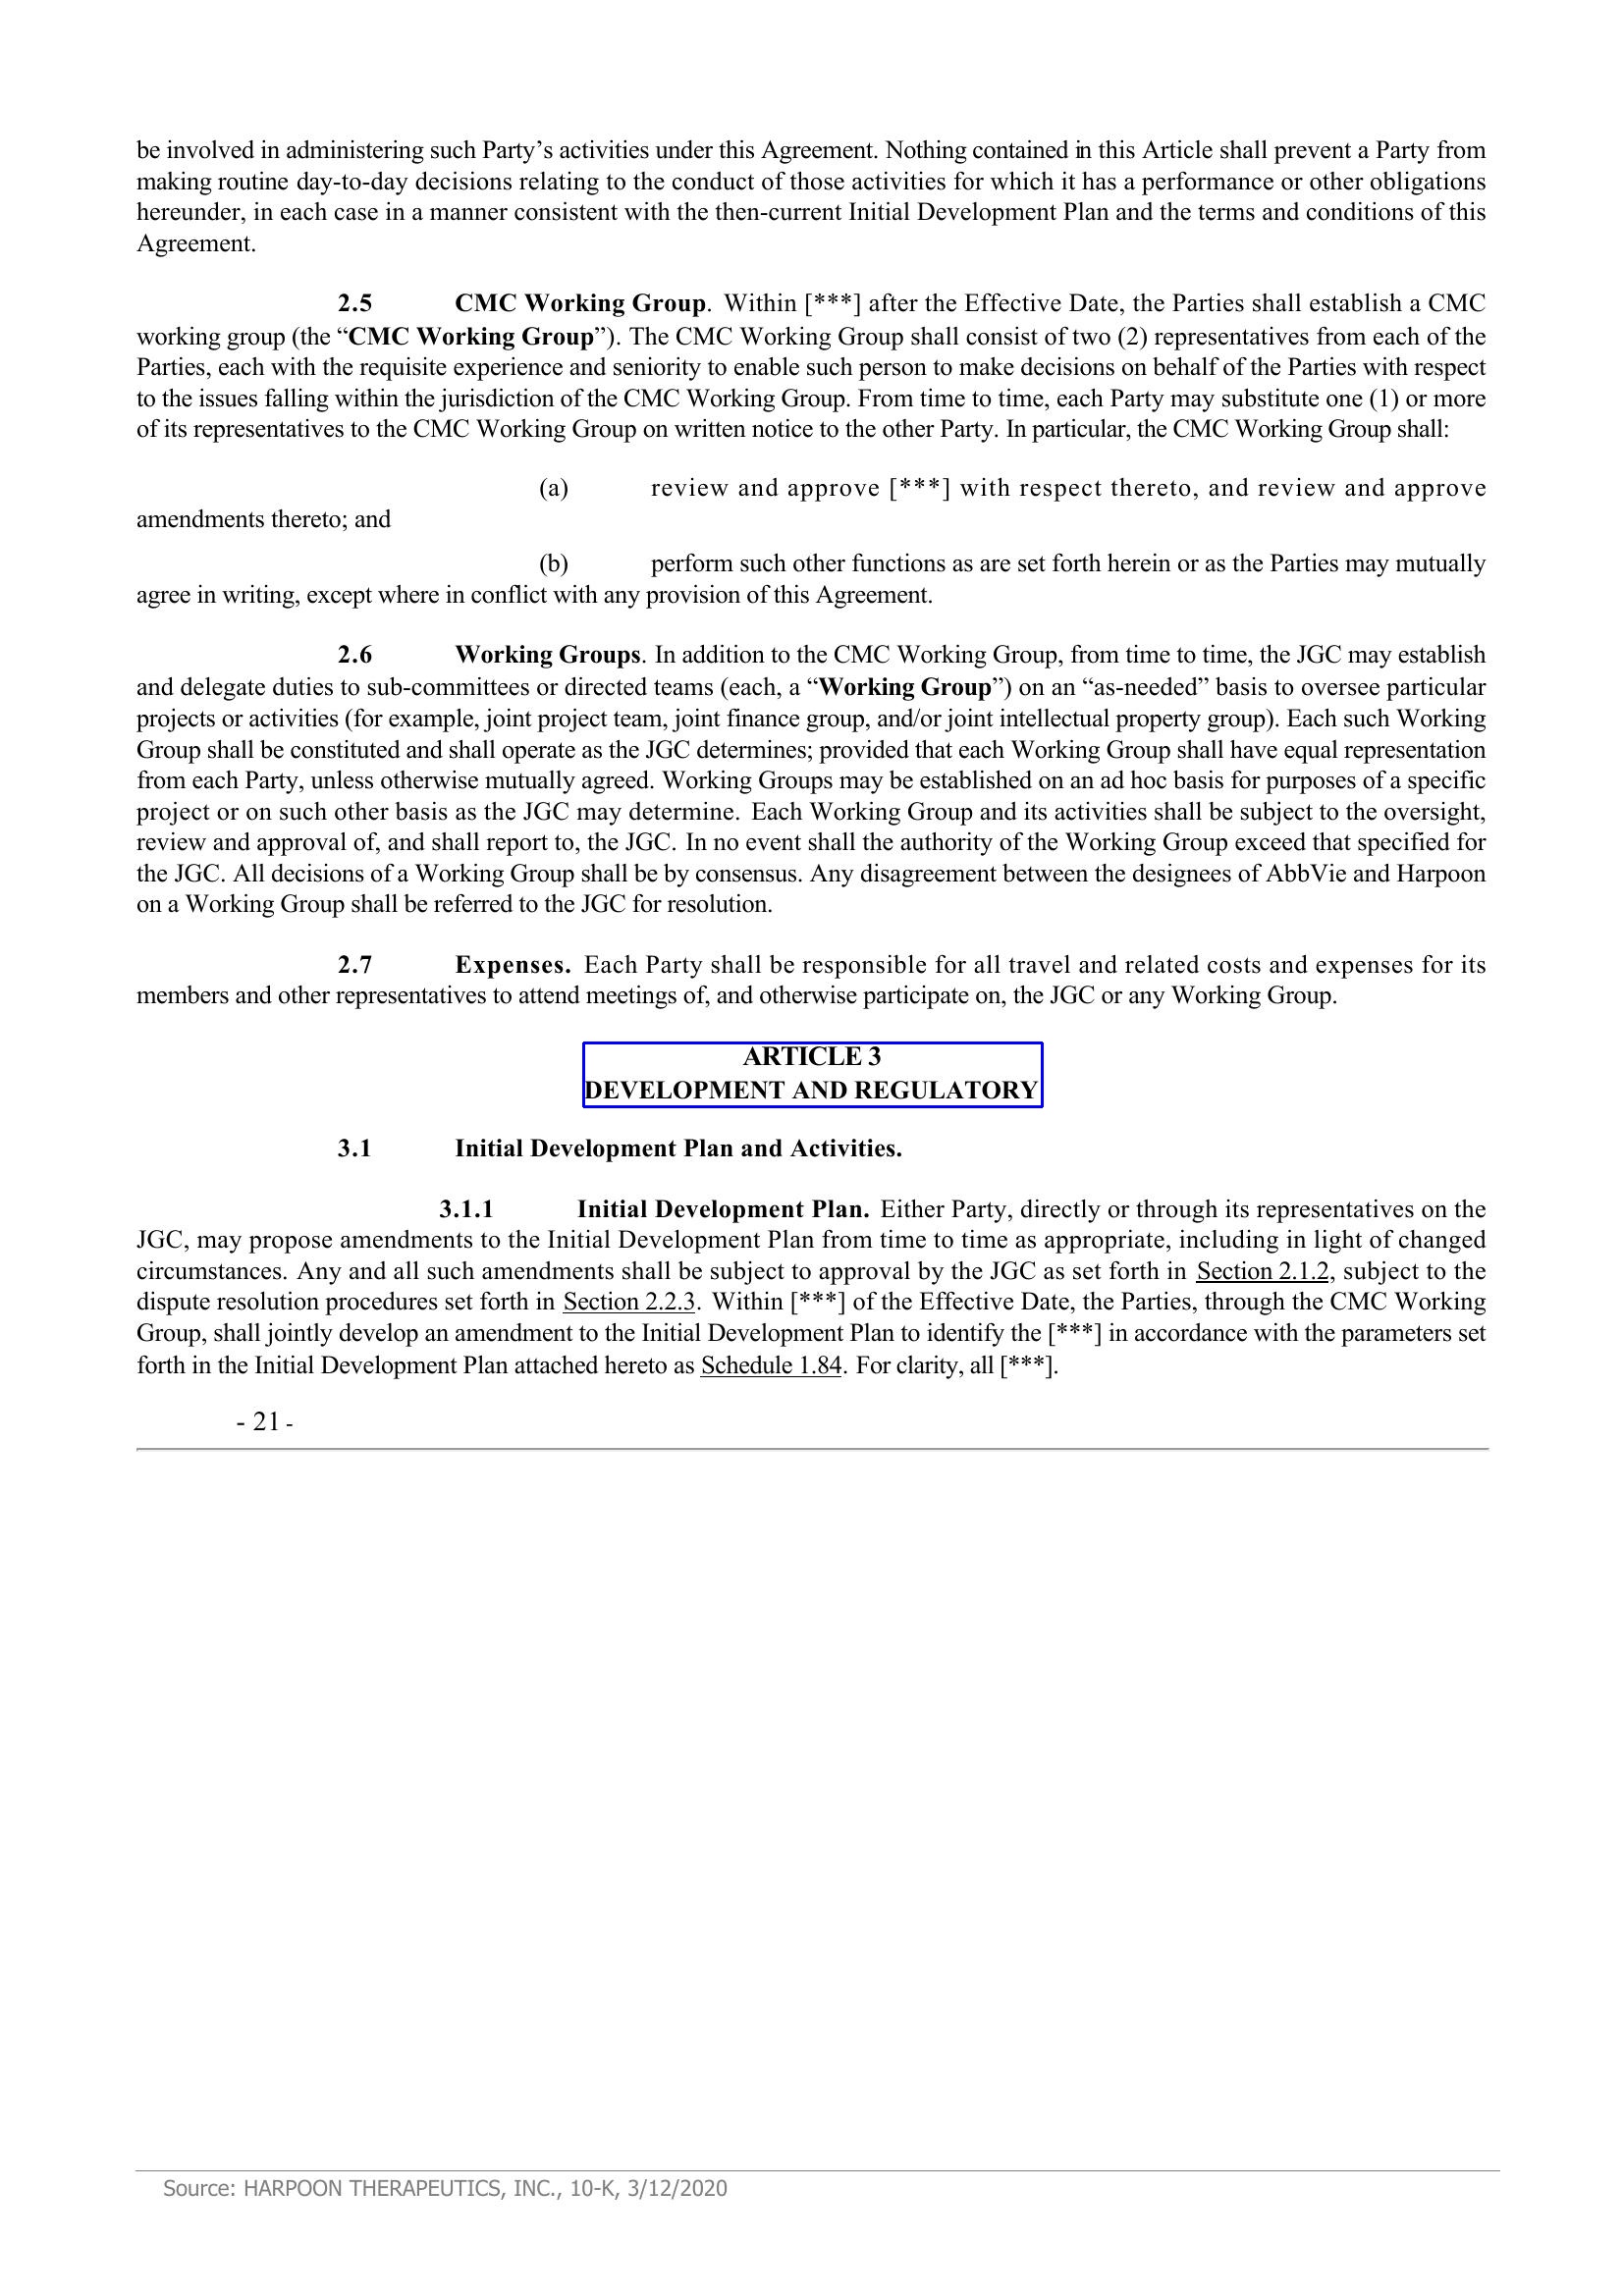 be involved in administering such Party’s activities under this Agreement. Nothing contained in this Article shall prevent a Party from
making routine day-to-day decisions relating to the conduct of those activities for which it has a performance or other obligations
hereunder, in each case in a manner consistent with the then-current Initial Development Plan and the terms and conditions of this
Agreement.
2.5 CMC Working Group. Within [***] after the Effective Date, the Parties shall establish a CMC
working group (the “CMC Working Group”). The CMC Working Group shall consist of two (2) representatives from each of the
Parties, each with the requisite experience and seniority to enable such person to make decisions on behalf of the Parties with respect
to the issues falling within the jurisdiction of the CMC Working Group. From time to time, each Party may substitute one (1) or more
of its representatives to the CMC Working Group on written notice to the other Party. In particular, the CMC Working Group shall:
(a) review and approve [***] with respect thereto, and review and approve
amendments thereto; and
(b) perform such other functions as are set forth herein or as the Parties may mutually
agree in writing, except where in conflict with any provision of this Agreement.
2.6 Working Groups. In addition to the CMC Working Group, from time to time, the JGC may establish
and delegate duties to sub-committees or directed teams (each, a “Working Group”) on an “as-needed” basis to oversee particular
projects or activities (for example, joint project team, joint finance group, and/or joint intellectual property group). Each such Working
Group shall be constituted and shall operate as the JGC determines; provided that each Working Group shall have equal representation
from each Party, unless otherwise mutually agreed. Working Groups may be established on an ad hoc basis for purposes of a specific
project or on such other basis as the JGC may determine. Each Working Group and its activities shall be subject to the oversight,
review and approval of, and shall report to, the JGC. In no event shall the authority of the Working Group exceed that specified for
the JGC. All decisions of a Working Group shall be by consensus. Any disagreement between the designees of AbbVie and Harpoon
on a Working Group shall be referred to the JGC for resolution.
2.7 Expenses. Each Party shall be responsible for all travel and related costs and expenses for its
members and other representatives to attend meetings of, and otherwise participate on, the JGC or any Working Group.
ARTICLE 3
DEVELOPMENT AND REGULATORY
3.1 Initial Development Plan and Activities.
3.1.1 Initial Development Plan. Either Party, directly or through its representatives on the
JGC, may propose amendments to the Initial Development Plan from time to time as appropriate, including in light of changed
circumstances. Any and all such amendments shall be subject to approval by the JGC as set forth in Section 2.1.2, subject to the
dispute resolution procedures set forth in Section 2.2.3. Within [***] of the Effective Date, the Parties, through the CMC Working
Group, shall jointly develop an amendment to the Initial Development Plan to identify the [***] in accordance with the parameters set
forth in the Initial Development Plan attached hereto as Schedule 1.84. For clarity, all [***].
- 21 -
Source: HARPOON THERAPEUTICS, INC., 10-K, 3/12/2020